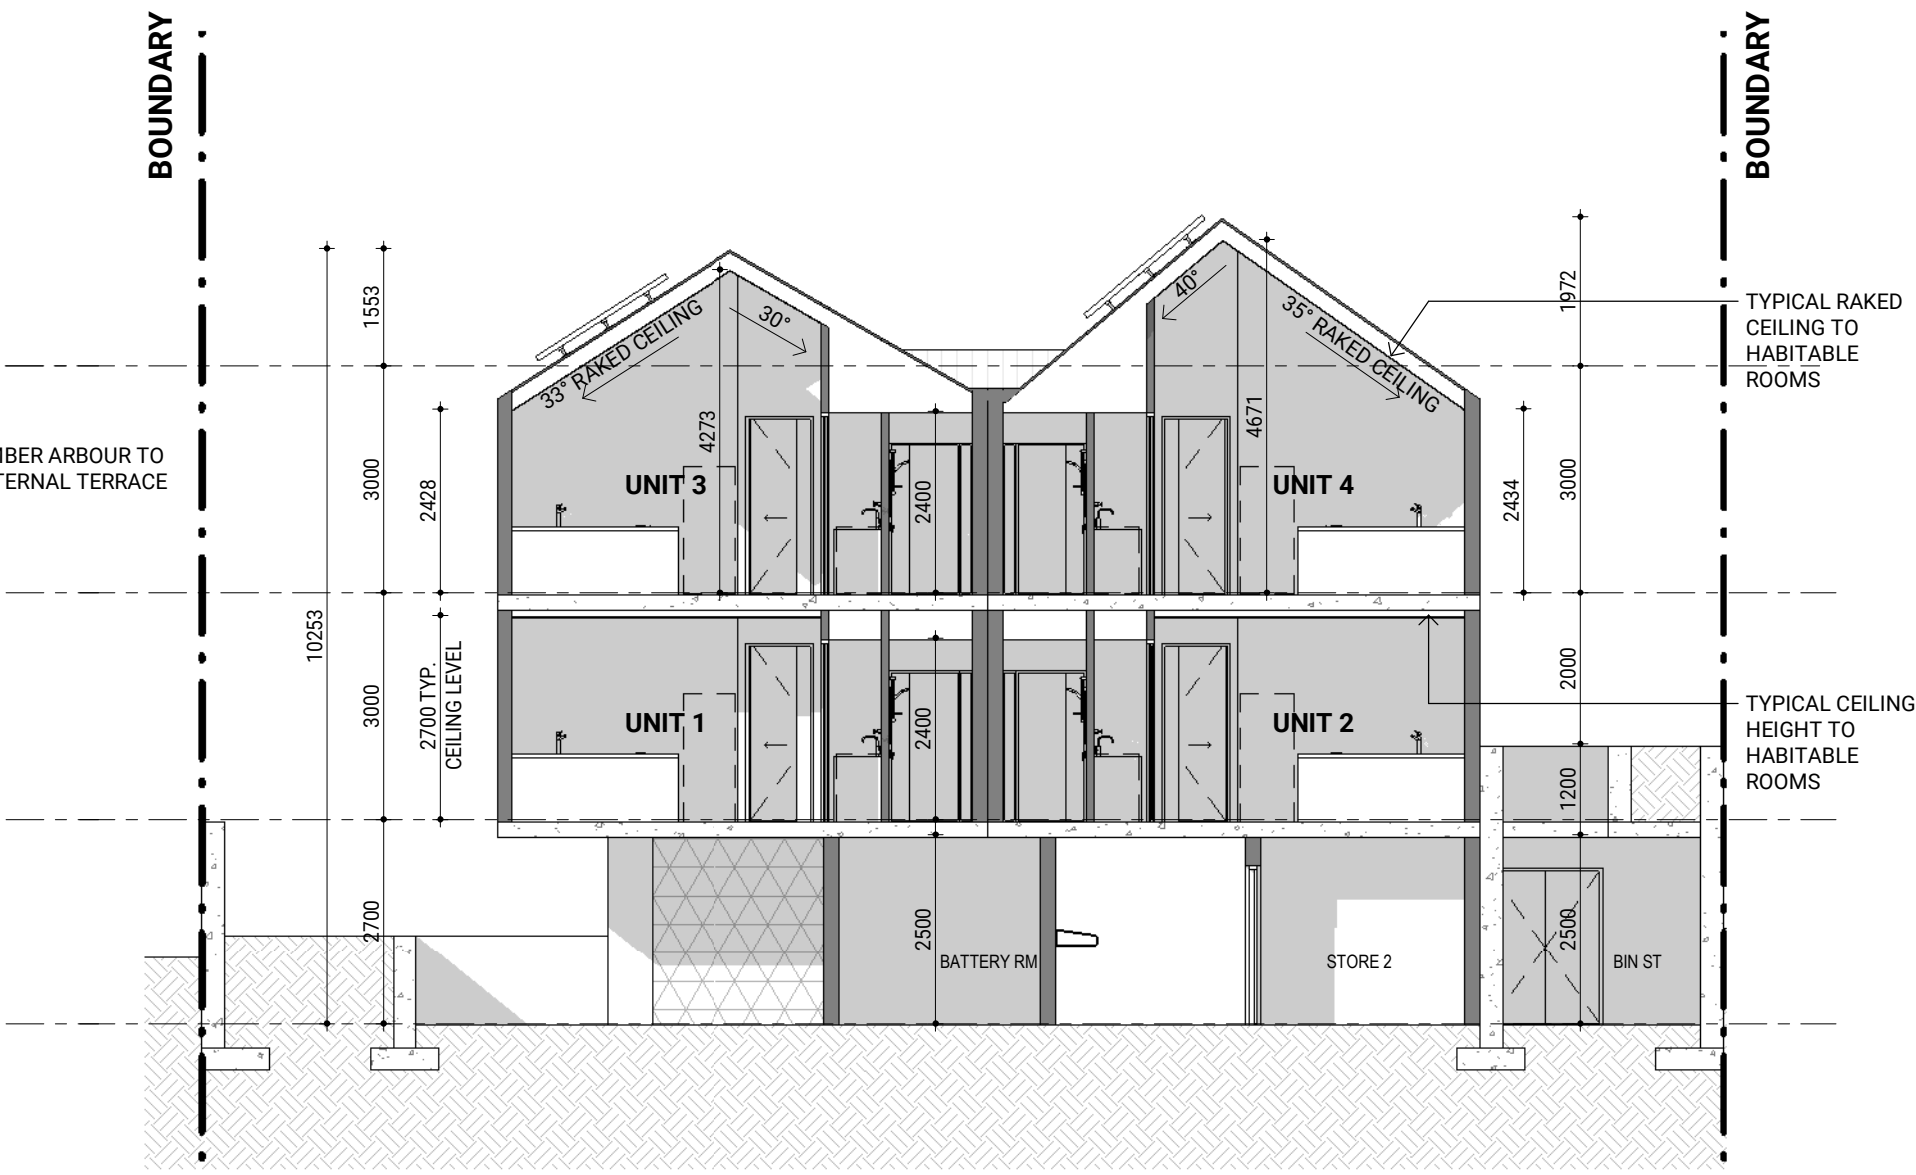 BOUNDARY
BOUNDARY
1553
1972
TYPICAL RAKED
CEILING TO
HABITABLE
ROOMS
33° RAKED CEILING
30°
40°
35° RAKED CEILING
MBER ARBOUR TO
TERNAL TERRACE
3000
2428
4273
UNIT 3
2400
4671
UNIT 4
2434
3000
10253
3000
2700 TYP.
CEILING LEVEL
UNIT 1
2400
UNIT 2
2000
1200
TYPICAL CEILING
HEIGHT TO
HABITABLE
ROOMS
2700
2500
BATTERY RM
STORE 2
2500
BIN ST